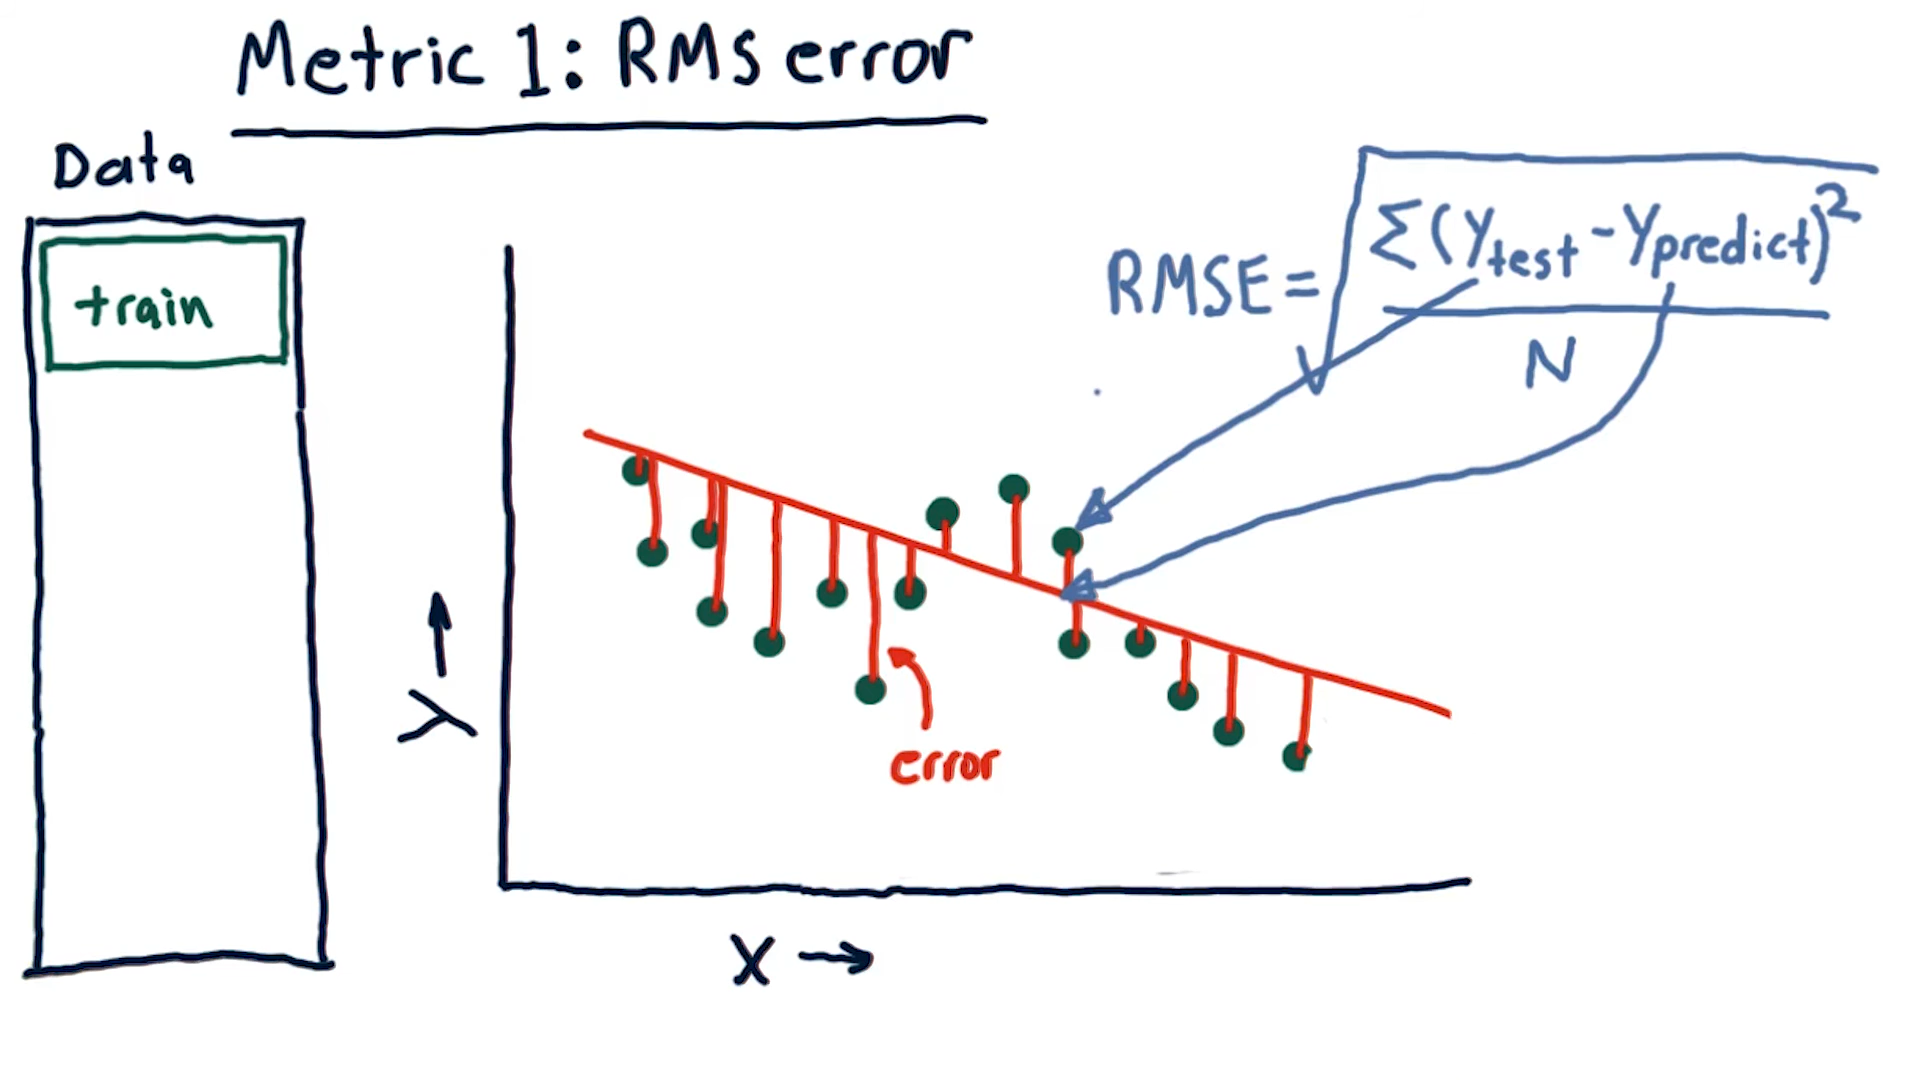 Metric 1: RMS error
Data
train
RMSE = √ Σ(Ytest - Ypredict)²
N
Y →
error
X →